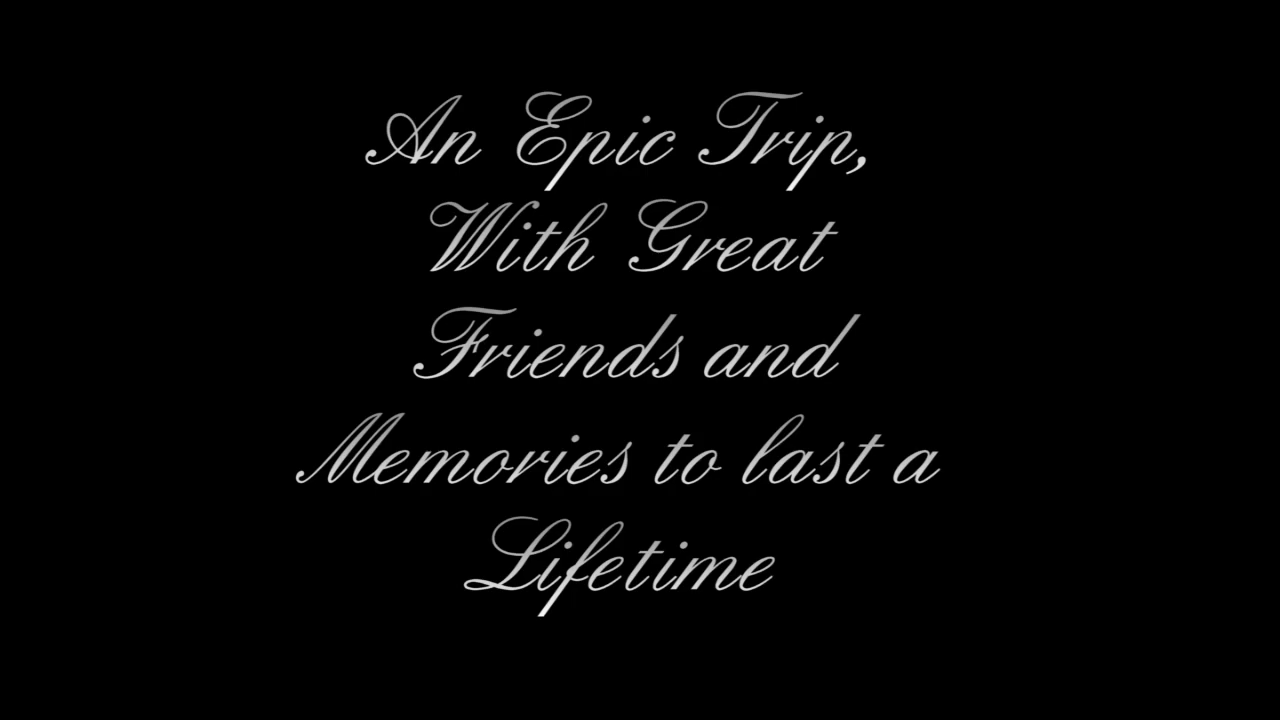 An Epic Trip,
With Great
Friends and
Memories to last a
Lifetime